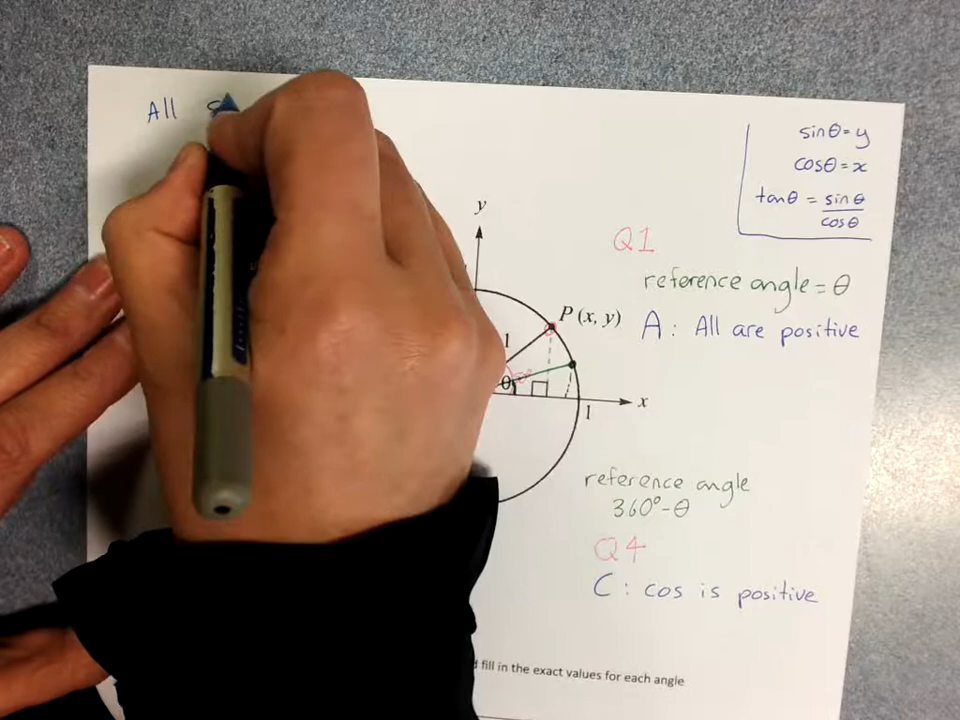 All
sinθ = y
cosθ = x
tanθ = sinθ
cosθ
y
Q1
reference angle = θ
P (x, y)
A : All are positive
1
θ
x
1
reference angle
360° - θ
Q4
C : cos is positive
fill in the exact values for each angle